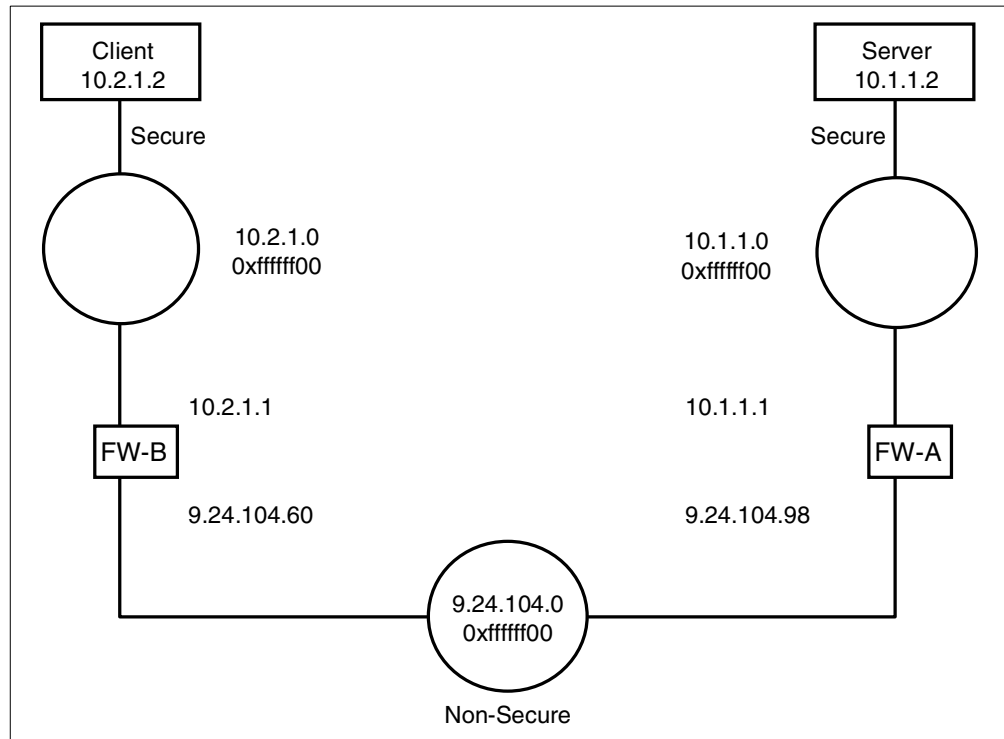 Client
10.2.1.2
Server
10.1.1.2
Secure
Secure
10.2.1.0
0xffffff00
10.1.1.0
0xffffff00
10.2.1.1
10.1.1.1
FW-B
FW-A
9.24.104.60
9.24.104.98
9.24.104.0
0xffffff00
Non-Secure